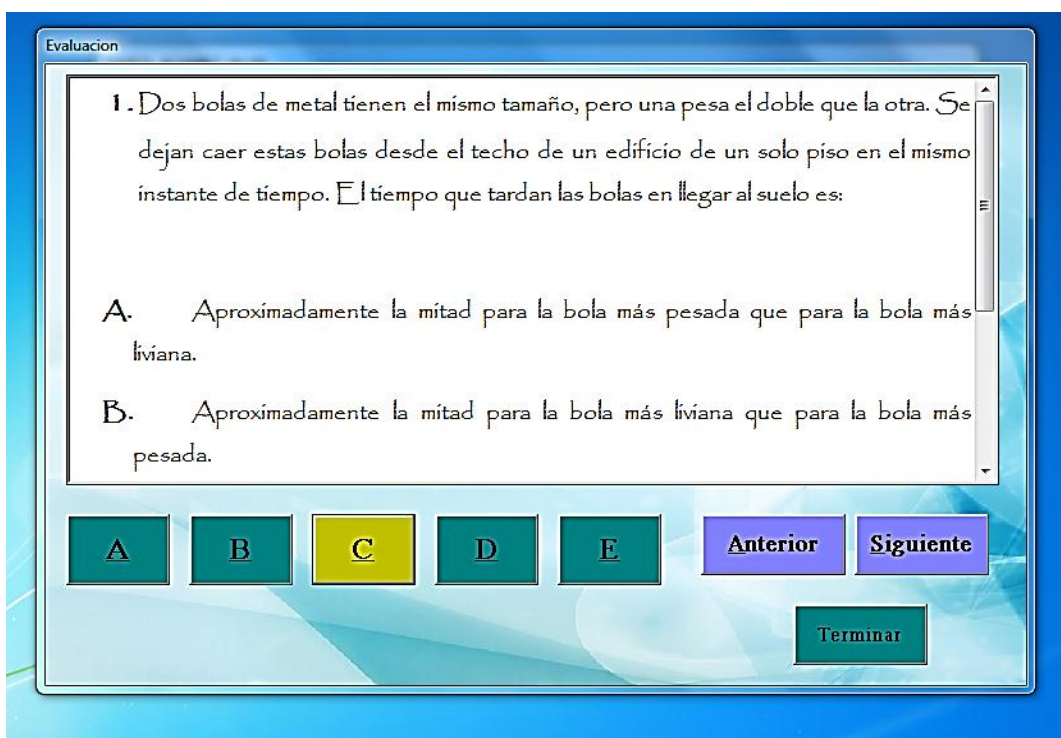 Evaluacion
1. Dos bolas de metal tienen el mismo tamaño, pero una pesa el doble que la otra. Se
dejan caer estas bolas desde el techo de un edificio de un solo piso en el mismo
instante de tiempo. El tiempo que tardan las bolas en llegar al suelo es:
A. Aproximadamente la mitad para la bola más pesada que para la bola más
liviana.
B. Aproximadamente la mitad para la bola más liviana que para la bola más
pesada.
A B C D E Anterior Siguiente
Terminar